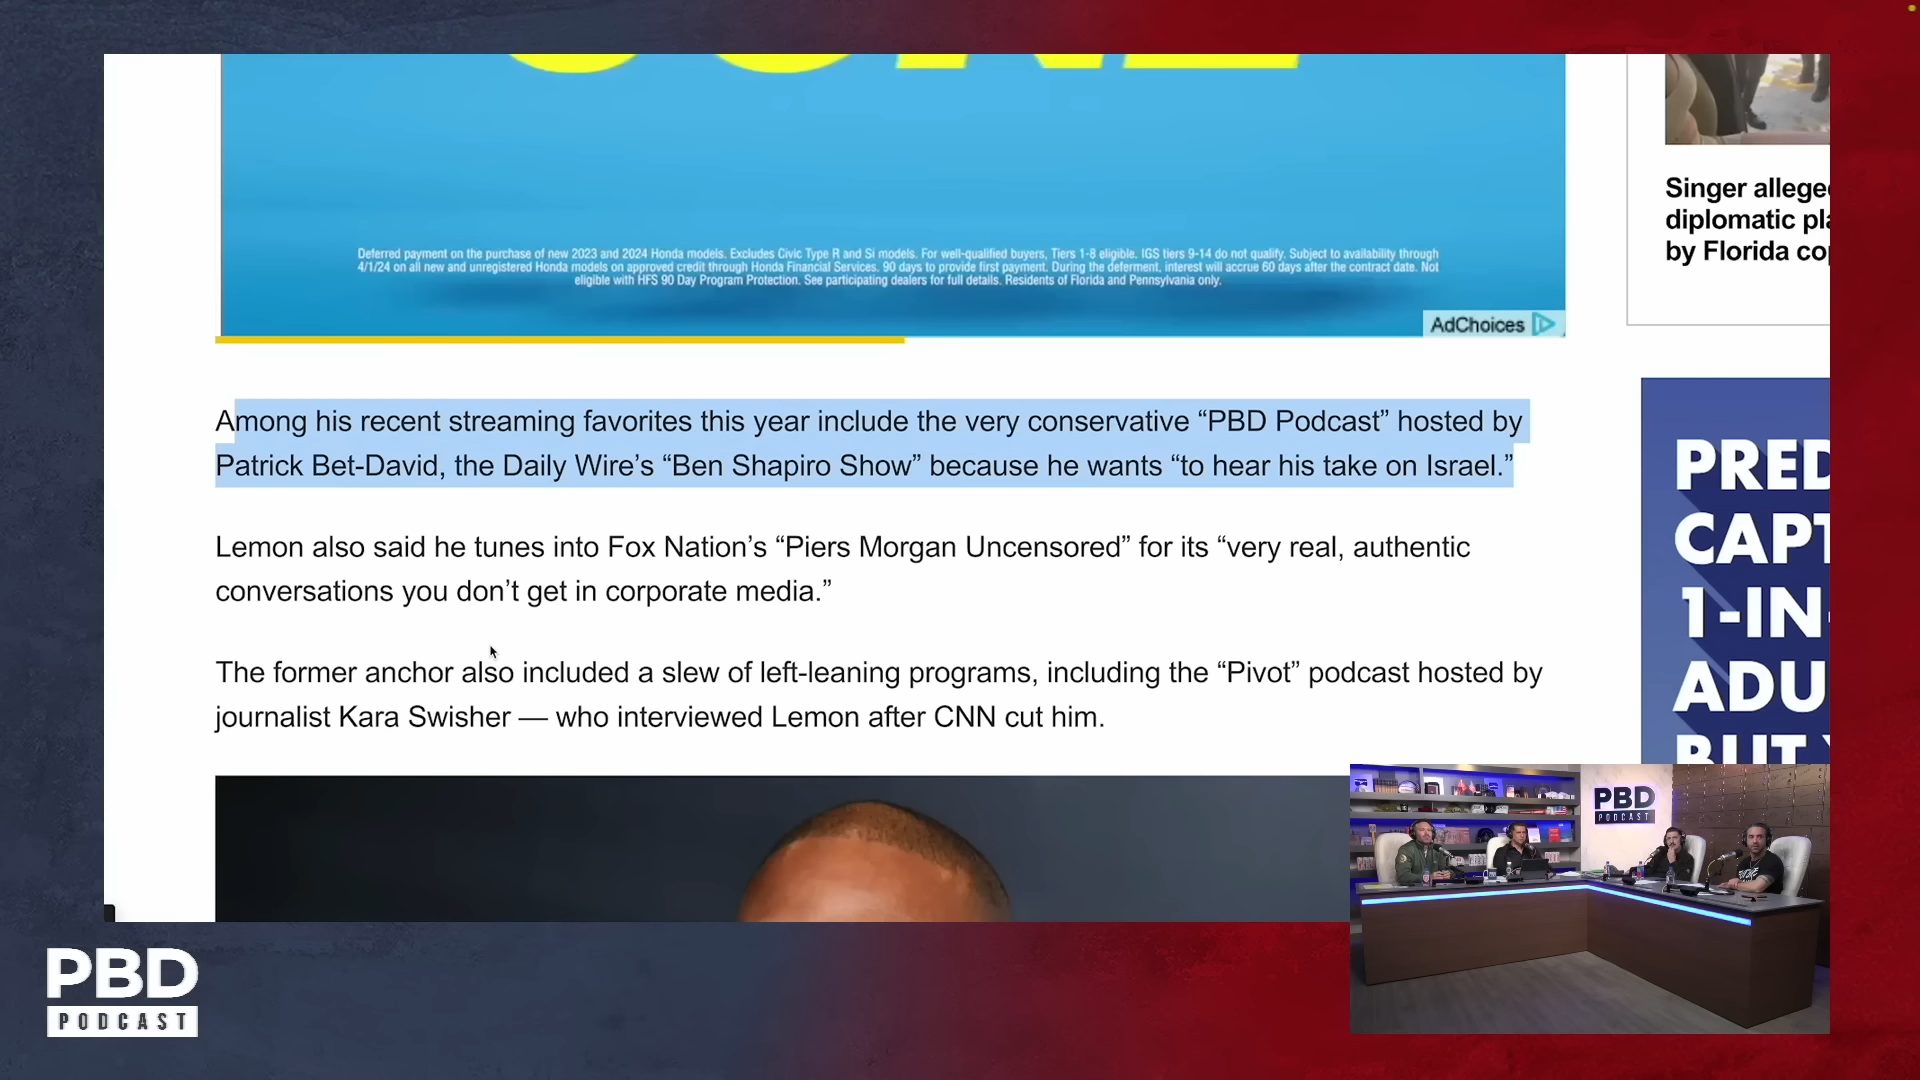 Deferred payment on the purchase of new 2023 and 2024 Honda models. Excludes Civic Type R and Si models. For well-qualified buyers, Tiers 1-8 eligible. IGS tiers 9-14 do not qualify. Subject to availability through
4/1/24 on all new and unregistered Honda models on approved credit through Honda Financial Services. 90 days to provide first payment. During the deferment, interest will accrue 60 days after the contract date. Not
eligible with HFS 90 Day Program Protection. See participating dealers for full details. Residents of Florida and Pennsylvania only.
AdChoices
Among his recent streaming favorites this year include the very conservative “PBD Podcast” hosted by
Patrick Bet-David, the Daily Wire’s “Ben Shapiro Show” because he wants “to hear his take on Israel.”
Lemon also said he tunes into Fox Nation’s “Piers Morgan Uncensored” for its “very real, authentic
conversations you don’t get in corporate media.”
The former anchor also included a slew of left-leaning programs, including the “Pivot” podcast hosted by
journalist Kara Swisher — who interviewed Lemon after CNN cut him.
Singer allege
diplomatic pla
by Florida cop
PRED
CAPT
1-IN-
ADU
BUT
PBD
PODCAST
PBD
PODCAST